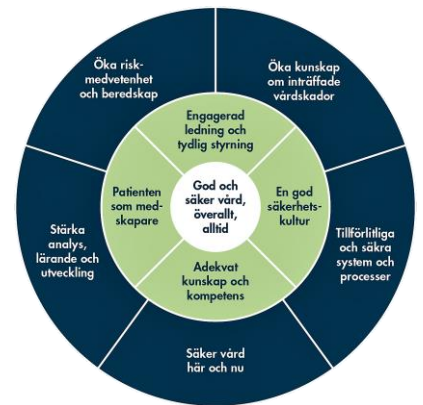 Öka risk-
medvetenhet
och beredskap
Öka kunskap
om inträffade
vårdskador
Engagerad
ledning och
tydlig styrning
Patienten
som med-
skapare
God och
säker vård,
överallt,
alltid
En god
säkerhets-
kultur
Stärka
analys,
lärande och
utveckling
Tillförlitliga
och säkra
system och
processer
Adekvat
kunskap och
kompetens
Säker vård
här och nu